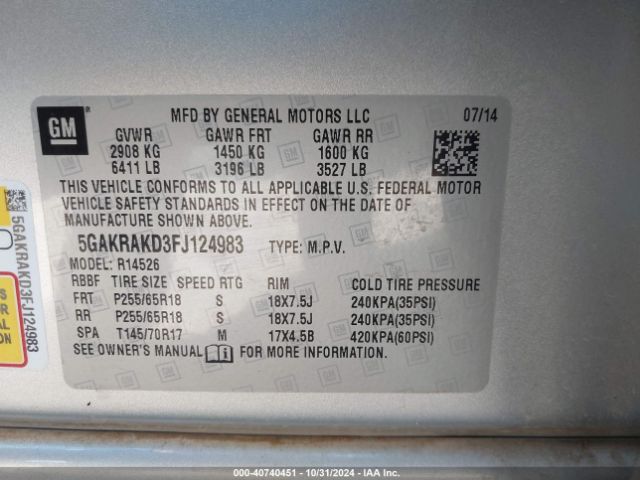 GM
MFD BY GENERAL MOTORS LLC 07/14
GVWR GAWR FRT GAWR RR
2908 KG 1450 KG 1600 KG
6411 LB 3196 LB 3527 LB
THIS VEHICLE CONFORMS TO ALL APPLICABLE U.S. FEDERAL MOTOR
VEHICLE SAFETY STANDARDS IN EFFECT ON THE DATE OF
MANUFACTURE SHOWN ABOVE.
5GAKRAKD3FJ124983 TYPE: M.P.V.
MODEL: R14526
RBBF TIRE SIZE SPEED RTG RIM COLD TIRE PRESSURE
FRT P255/65R18 S 18X7.5J 240KPA(35PSI)
RR P255/65R18 S 18X7.5J 240KPA(35PSI)
SPA T145/70R17 M 17X4.5B 420KPA(60PSI)
SEE OWNER'S MANUAL FOR MORE INFORMATION.
5GAKRAKD3FJ124983
000-40740451 - 10/31/2024 - IAA Inc.